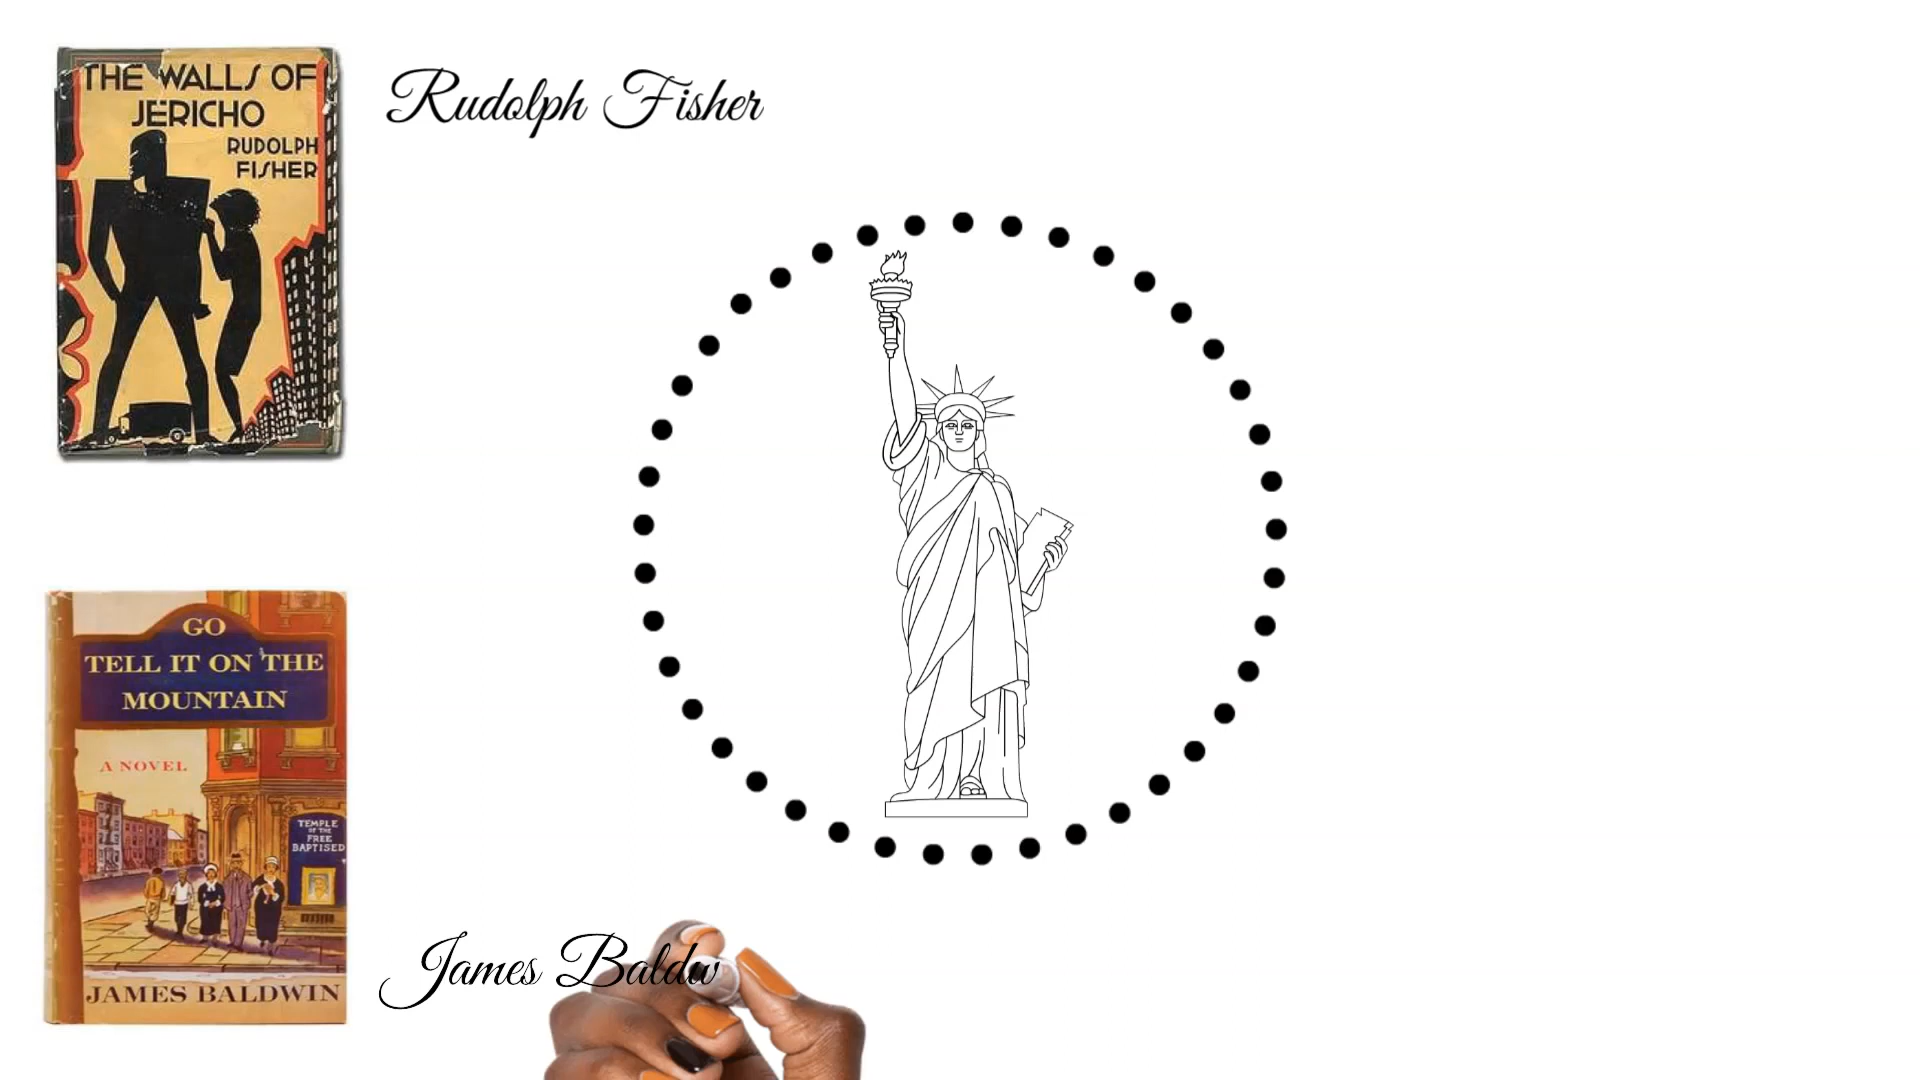 THE WALLS OF
JERICHO
RUDOLPH
FISHER
Rudolph Fisher
GO
TELL IT ON THE
MOUNTAIN
A NOVEL
TEMPLE
OF THE
FREE
BAPTISED
JAMES BALDWIN
James Baldw